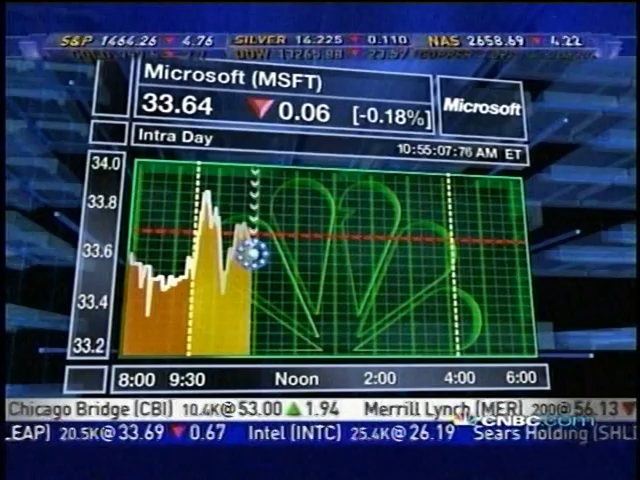 S&P 1464.26 ▼ 4.76 SILVER 14.225 ▼ 0.110 NAS 2658.69 ▼ 4.22
Microsoft (MSFT)
33.64 ▼ 0.06 [-0.18%]
Microsoft
Intra Day
10:55:07:76 AM ET
34.0
33.8
33.6
33.4
33.2
8:00 9:30 Noon 2:00 4:00 6:00
Chicago Bridge (CBI) 10.4K@53.00 ▲ 1.94 Merrill Lynch (MER) 200@56.13 ▼
CNBC.com
LEAP) 20.5K@33.69 ▼ 0.67 Intel (INTC) 25.4K@26.19 Sears Holding (SHL